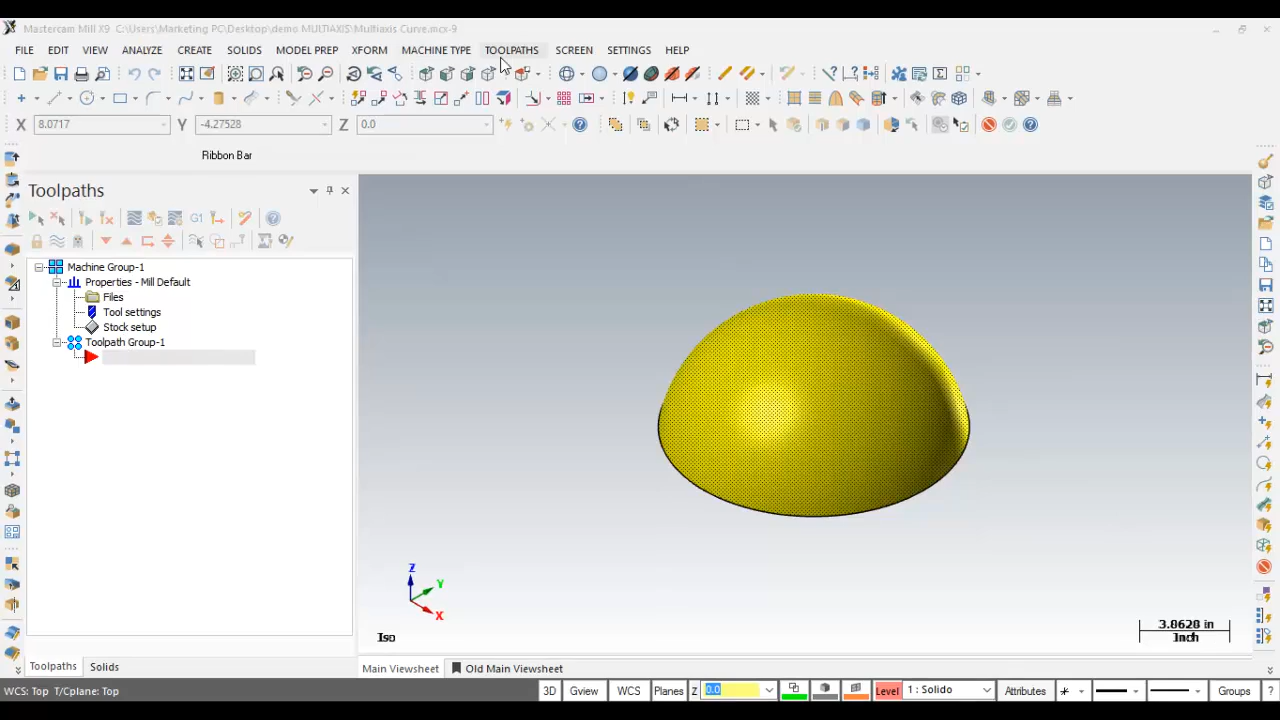 Mastercam Mill X9 C:\Users\Marketing PC\Desktop\demo MULTIAXIS\Multiaxis Curve.mcx-9
FILE EDIT VIEW ANALYZE CREATE SOLIDS MODEL PREP XFORM MACHINE TYPE TOOLPATHS SCREEN SETTINGS HELP
X 8.0717 Y -4.27528 Z 0.0
Ribbon Bar
Toolpaths
G1
Machine Group-1
Properties - Mill Default
Files
Tool settings
Stock setup
Toolpath Group-1
Z
Y
X
Iso
3.8628 in
Inch
Toolpaths Solids
Main Viewsheet Old Main Viewsheet
WCS: Top T/Cplane: Top 3D Gview WCS Planes Z 0.0 Level 1 : Solido Attributes Groups ?